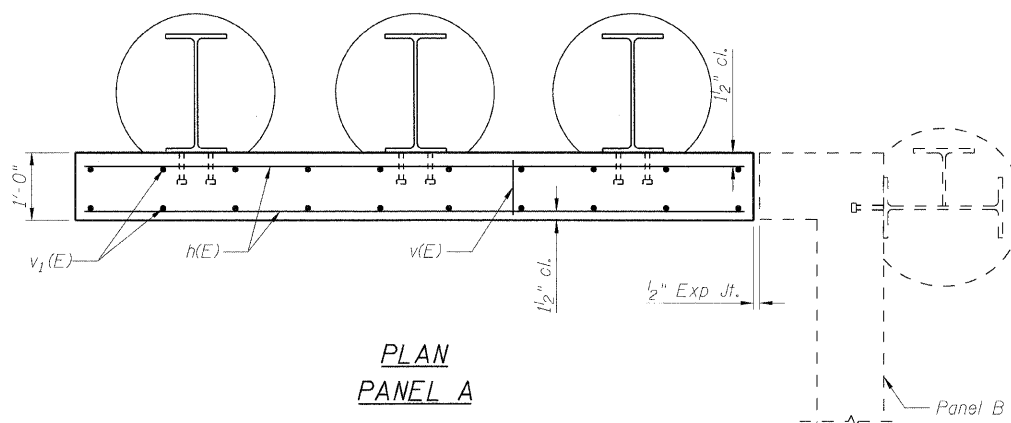 1½" cl.
1'-0"
v₁(E)
h(E)
v(E)
1½" cl.
½" Exp Jt.
PLAN
PANEL A
Panel B